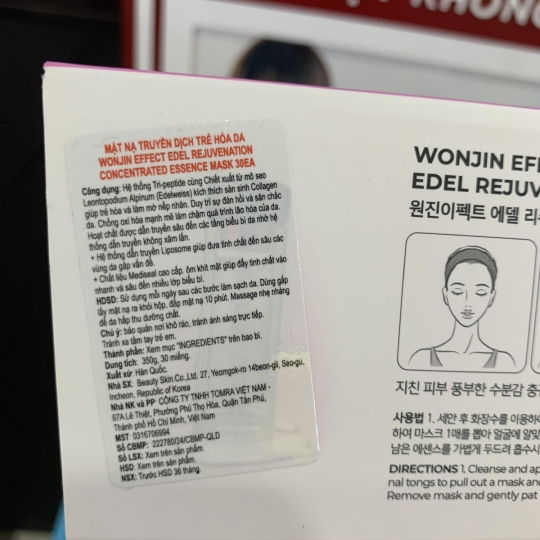 KHÔNG
MẶT NẠ TRUYỀN DỊCH TRẺ HÓA DA
WONJIN EFFECT EDEL REJUVENATION
CONCENTRATED ESSENCE MASK 30EA
Công dụng: Hệ thống Tri-peptide cùng Chiết xuất từ mô sẹo
Leontopodium Alpinum (Edelweiss) kích thích sản sinh Collagen
giúp trẻ hóa và làm mờ nếp nhăn. Duy trì sự đàn hồi và săn chắc
da. Chống oxi hóa mạnh mẽ làm chậm quá trình lão hóa của da.
Hoạt chất được dẫn truyền sâu đến các tầng biểu bì da nhờ hệ
thống dẫn truyền không xâm lấn.
+ Hệ thống dẫn truyền Liposome giúp đưa tinh chất đến sâu các
vùng da gặp vấn đề.
+ Chất liệu Mediseal cao cấp, ôm khít mặt giúp đẩy tinh chất vào
nhanh và sâu đến nhiều lớp biểu bì.
HDSD: Sử dụng mỗi ngày sau các bước làm sạch da. Dùng gắp
lấy mặt nạ ra khỏi hộp, đắp mặt nạ 10 phút. Massage nhẹ nhàng
để da hấp thu dưỡng chất.
Chú ý: bảo quản nơi khô ráo, tránh ánh sáng trực tiếp.
Tránh xa tầm tay trẻ em.
Thành phần: Xem mục "INGREDIENTS" trên bao bì.
Dung tích: 350g, 30 miếng.
Xuất xứ: Hàn Quốc.
Nhà SX: Beauty Skin.Co.,Ltd. 27, Yeomgok-ro 14beon-gil, Seo-gu,
Incheon, Republic of Korea
Nhà NK và PP: CÔNG TY TNHH TOMRA VIỆT NAM -
67A Lê Thiệt, Phường Phú Thọ Hòa, Quận Tân Phú,
Thành phố Hồ Chí Minh, Việt Nam
MST: 0316706994
Số CBMP: 222780/24/CBMP-QLD
Số LSX: Xem trên sản phẩm.
HSD: Xem trên sản phẩm.
NSX: Trước HSD 36 tháng.
WONJIN EFF
EDEL REJUV
원진이펙트 에델 리
지친 피부 풍부한 수분감 충
사용법 1. 세안 후 화장수를 이용하
하여 마스크 1매를 뽑아 얼굴에 알맞
남은 에센스를 가볍게 두드려 흡수시
DIRECTIONS 1. Cleanse and ap
nal tongs to pull out a mask and
Remove mask and gently pat